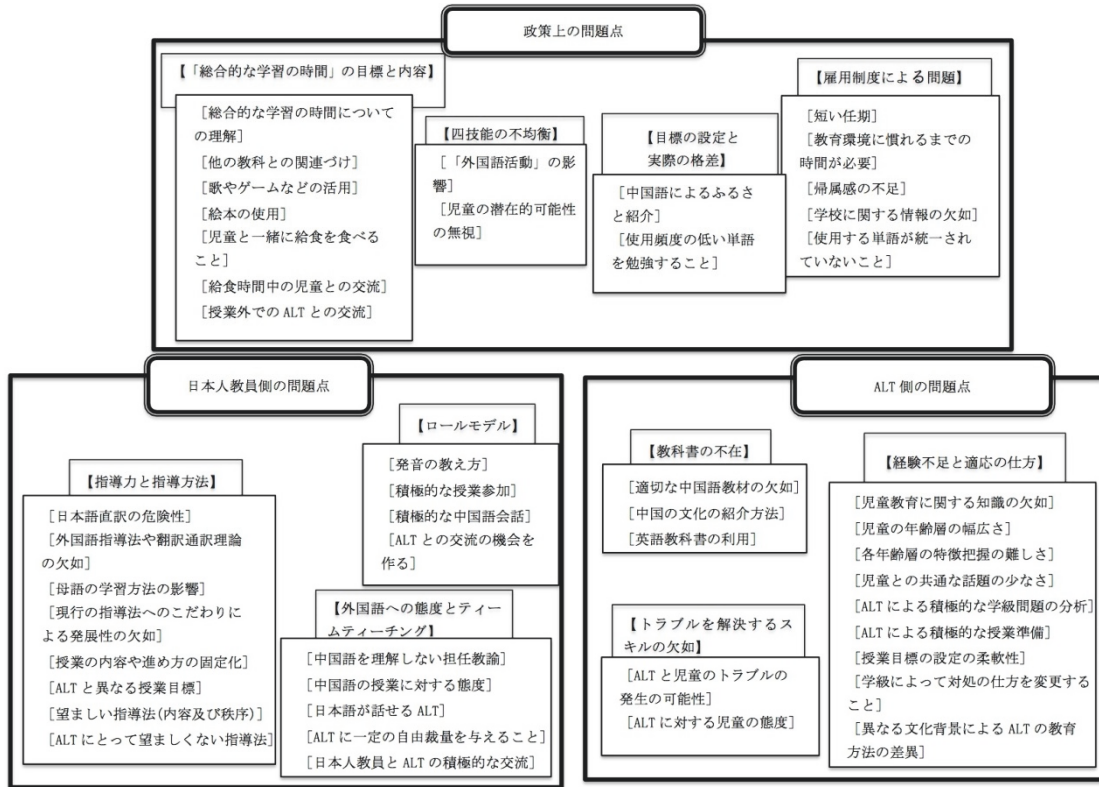 政策上の問題点
【「総合的な学習の時間」の目標と内容】
［総合的な学習の時間について
の理解］
［他の教科との関連づけ］
［歌やゲームなどの活用］
［絵本の使用］
［児童と一緒に給食を食べる
こと］
［給食時間中の児童との交流］
［授業外での ALT との交流］
【四技能の不均衡】
［「外国語活動」の影
響］
［児童の潜在的可能性
の無視］
【目標の設定と
実際の格差】
［中国語によるふるさ
と紹介］
［使用頻度の低い単語
を勉強すること］
【雇用制度による問題】
［短い任期］
［教育環境に慣れるまでの
時間が必要］
［帰属感の不足］
［学校に関する情報の欠如］
［使用する単語が統一され
ていないこと］
日本人教員側の問題点
【指導力と指導方法】
［日本語直訳の危険性］
［外国語指導法や翻訳通訳理論
の欠如］
［母語の学習方法の影響］
［現行の指導法へのこだわりに
よる発展性の欠如］
［授業の内容や進め方の固定化］
［ALT と異なる授業目標］
［望ましい指導法(内容及び秩序)］
［ALT にとって望ましくない指導法］
【ロールモデル】
［発音の教え方］
［積極的な授業参加］
［積極的な中国語会話］
［ALT との交流の機会を
作る］
【外国語への態度とティー
ムティーチング】
［中国語を理解しない担任教諭］
［中国語の授業に対する態度］
［日本語が話せる ALT］
［ALT に一定の自由裁量を与えること］
［日本人教員と ALT の積極的な交流］
ALT 側の問題点
【教科書の不在】
［適切な中国語教材の欠如］
［中国の文化の紹介方法］
［英語教科書の利用］
【トラブルを解決するス
キルの欠如】
［ALT と児童のトラブルの
発生の可能性］
［ALT に対する児童の態度］
【経験不足と適応の仕方】
［児童教育に関する知識の欠如］
［児童の年齢層の幅広さ］
［各年齢層の特徴把握の難しさ］
［児童との共通な話題の少なさ］
［ALT による積極的な学級問題の分析］
［ALT による積極的な授業準備］
［授業目標の設定の柔軟性］
［学級によって対処の仕方を変更する
こと］
［異なる文化背景による ALT の教育
方法の差異］